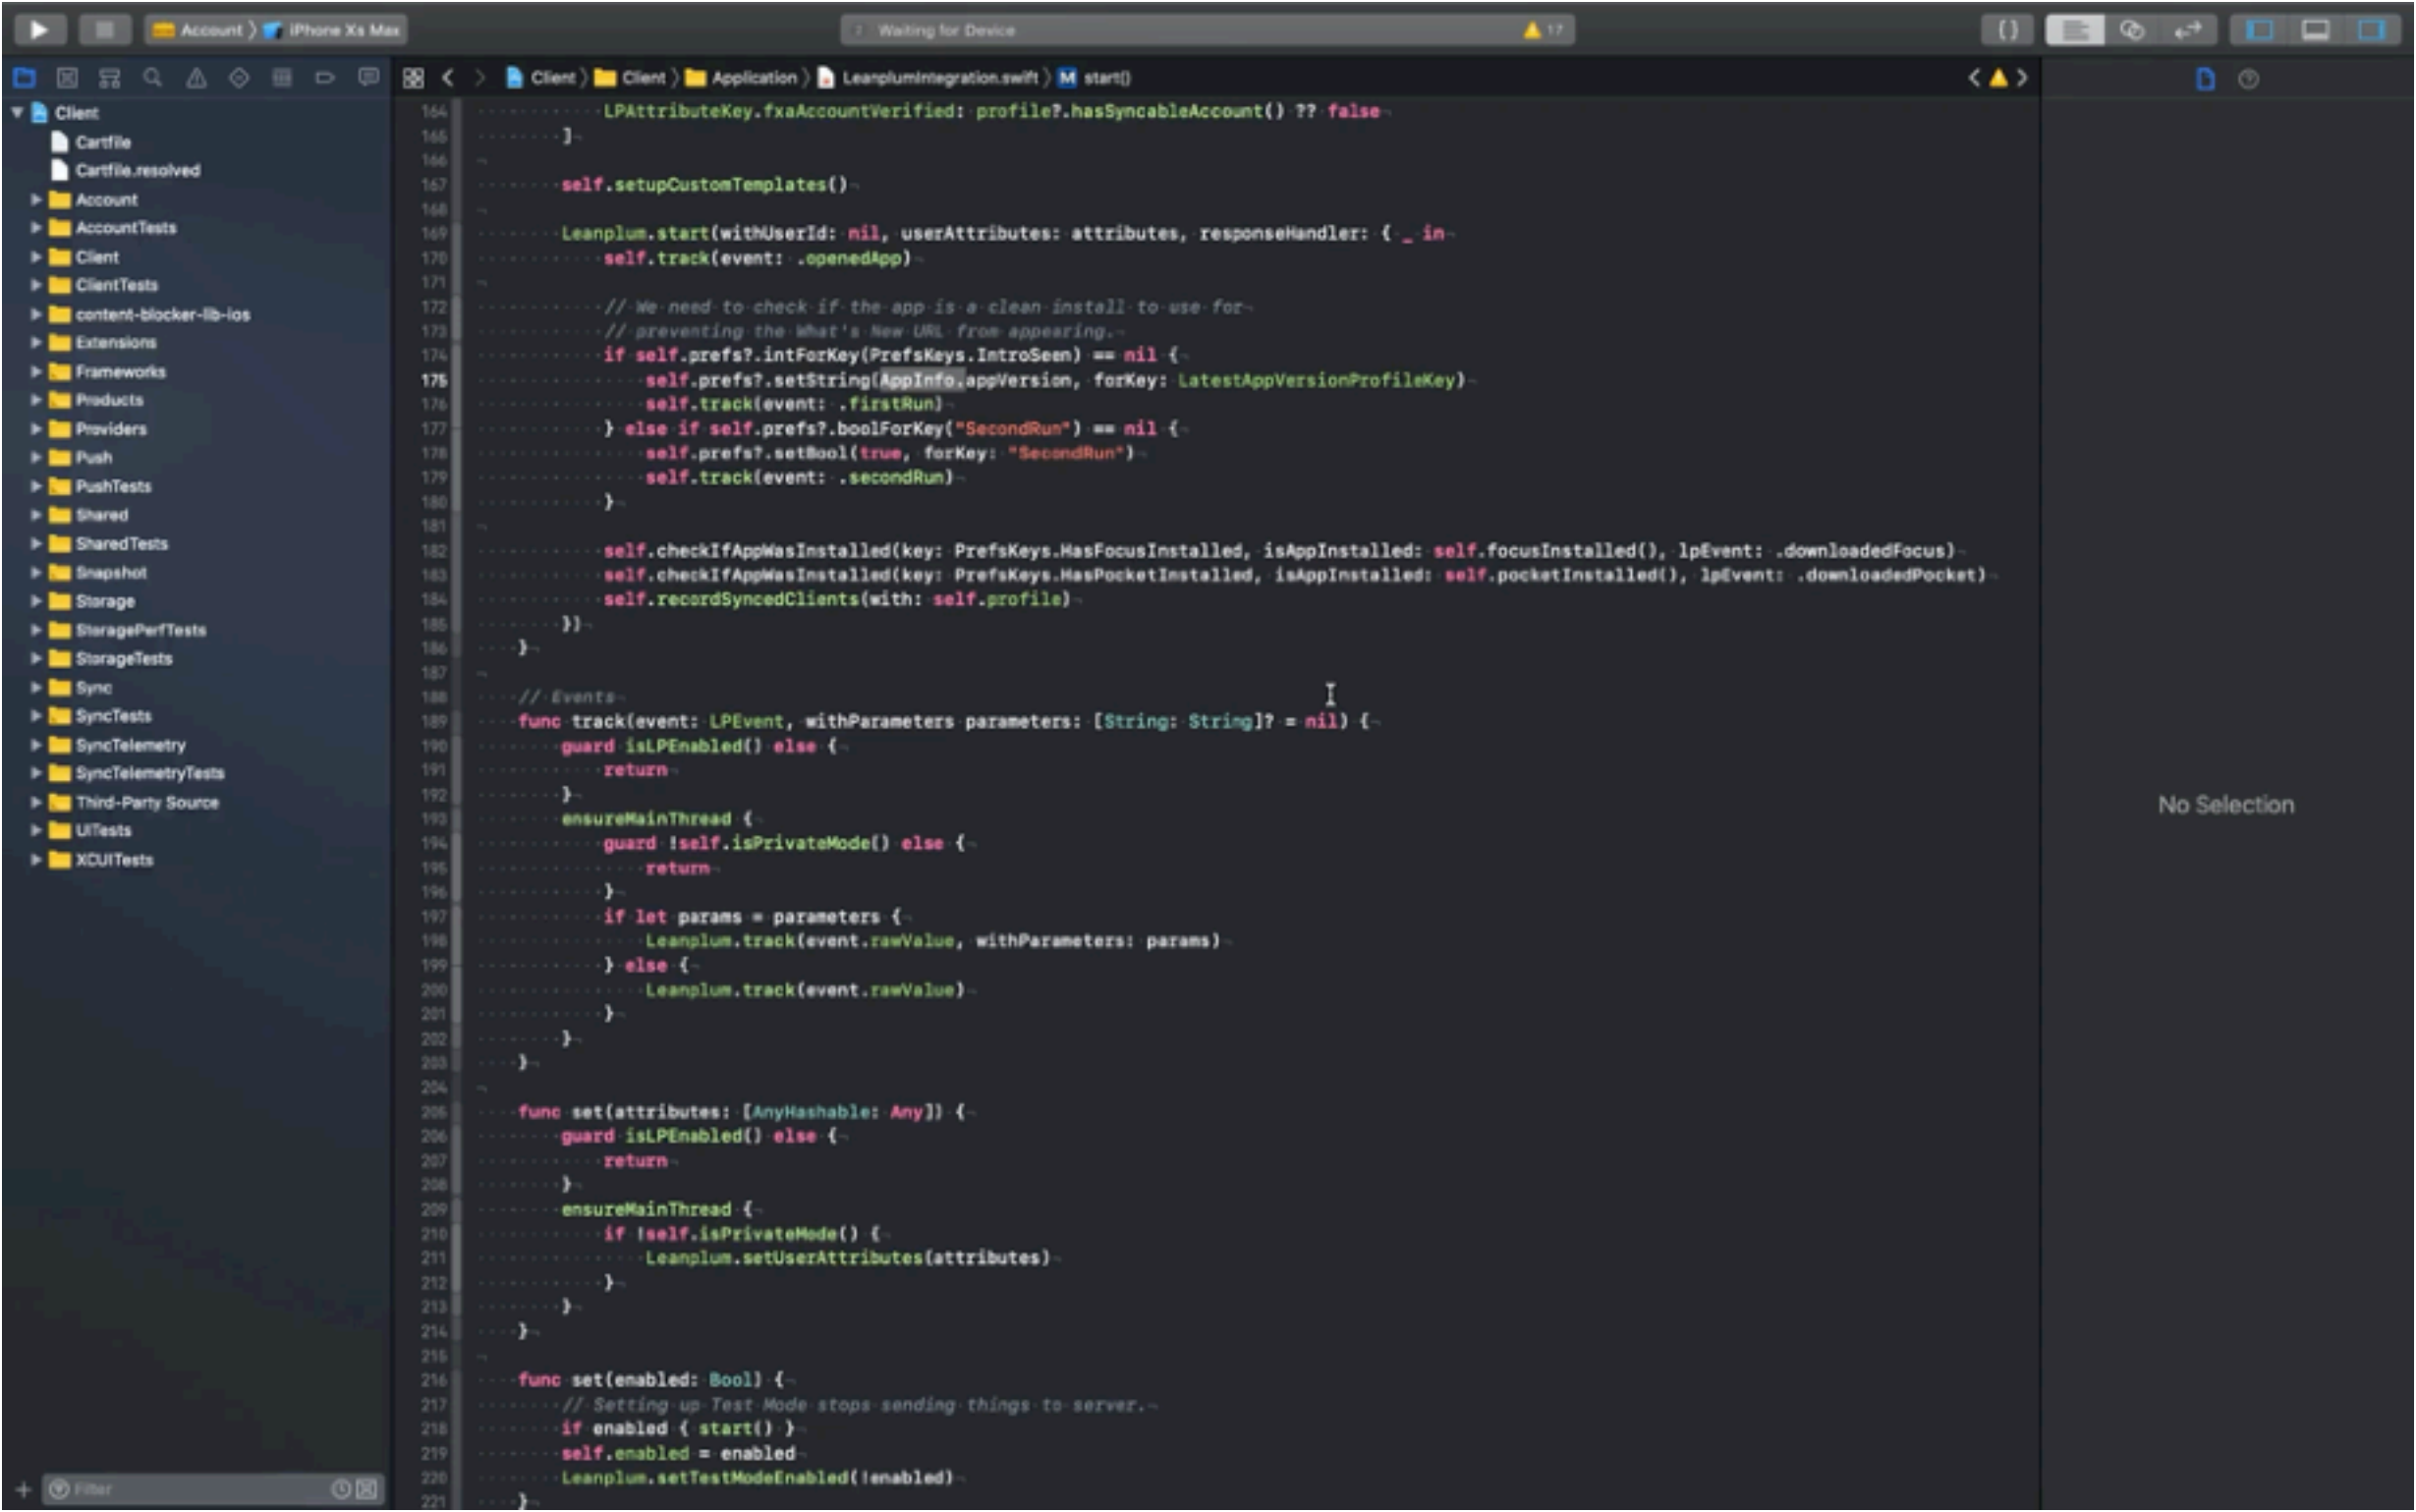 Account 〉 iPhone Xs Max
Waiting for Device
17
Client 〉 Client 〉 Application 〉 LeanplumIntegration.swift 〉 M start()
Client
Cartfile
Cartfile.resolved
Account
AccountTests
Client
ClientTests
content-blocker-lib-ios
Extensions
Frameworks
Products
Providers
Push
PushTests
Shared
SharedTests
Snapshot
Storage
StoragePerfTests
StorageTests
Sync
SyncTests
SyncTelemetry
SyncTelemetryTests
Third-Party Source
UITests
XCUITests
Filter
164 LPAttributeKey.fxaAccountVerified: profile?.hasSyncableAccount() ?? false
165 ]
166
167 self.setupCustomTemplates()
168
169 Leanplum.start(withUserId: nil, userAttributes: attributes, responseHandler: { _ in
170 self.track(event: .openedApp)
171
172 // We need to check if the app is a clean install to use for
173 // preventing the What's New URL from appearing.
174 if self.prefs?.intForKey(PrefsKeys.IntroSeen) == nil {
175 self.prefs?.setString(AppInfo.appVersion, forKey: LatestAppVersionProfileKey)
176 self.track(event: .firstRun)
177 } else if self.prefs?.boolForKey("SecondRun") == nil {
178 self.prefs?.setBool(true, forKey: "SecondRun")
179 self.track(event: .secondRun)
180 }
181
182 self.checkIfAppWasInstalled(key: PrefsKeys.HasFocusInstalled, isAppInstalled: self.focusInstalled(), lpEvent: .downloadedFocus)
183 self.checkIfAppWasInstalled(key: PrefsKeys.HasPocketInstalled, isAppInstalled: self.pocketInstalled(), lpEvent: .downloadedPocket)
184 self.recordSyncedClients(with: self.profile)
185 })
186 }
187
188 // Events
189 func track(event: LPEvent, withParameters parameters: [String: String]? = nil) {
190 guard isLPEnabled() else {
191 return
192 }
193 ensureMainThread {
194 guard !self.isPrivateMode() else {
195 return
196 }
197 if let params = parameters {
198 Leanplum.track(event.rawValue, withParameters: params)
199 } else {
200 Leanplum.track(event.rawValue)
201 }
202 }
203 }
204
205 func set(attributes: [AnyHashable: Any]) {
206 guard isLPEnabled() else {
207 return
208 }
209 ensureMainThread {
210 if !self.isPrivateMode() {
211 Leanplum.setUserAttributes(attributes)
212 }
213 }
214 }
215
216 func set(enabled: Bool) {
217 // Setting up Test Mode stops sending things to server.
218 if enabled { start() }
219 self.enabled = enabled
220 Leanplum.setTestModeEnabled(!enabled)
221 }
No Selection